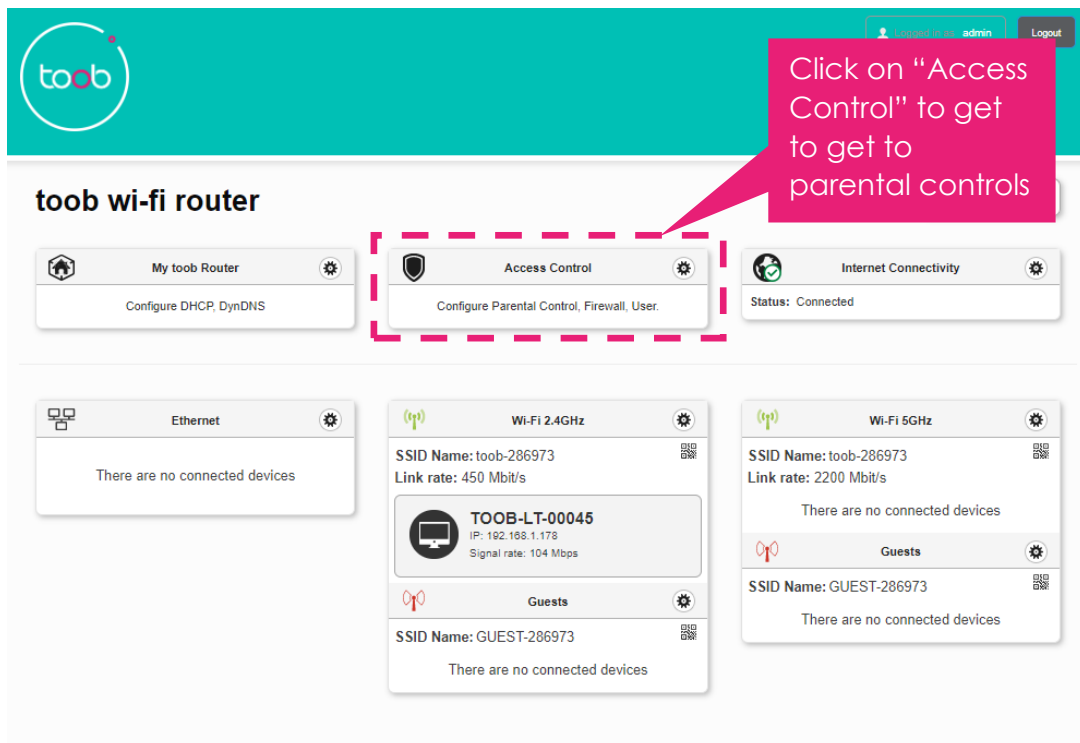 toob
Logged in as admin
Logout
Click on “Access
Control” to get
to get to
parental controls
toob wi-fi router
My toob Router
Configure DHCP, DynDNS
Access Control
Configure Parental Control, Firewall, User.
Internet Connectivity
Status: Connected
Ethernet
There are no connected devices
Wi-Fi 2.4GHz
SSID Name: toob-286973
Link rate: 450 Mbit/s
TOOB-LT-00045
IP: 192.168.1.178
Signal rate: 104 Mbps
Guests
SSID Name: GUEST-286973
There are no connected devices
Wi-Fi 5GHz
SSID Name: toob-286973
Link rate: 2200 Mbit/s
There are no connected devices
Guests
SSID Name: GUEST-286973
There are no connected devices